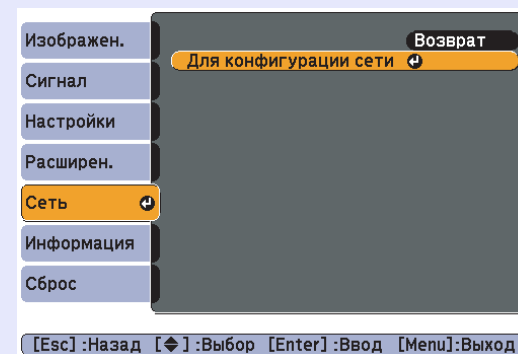 Изображен.
Сигнал
Настройки
Расширен.
Сеть
Информация
Сброс
Возврат
Для конфигурации сети
[Esc] :Назад [◆] :Выбор [Enter] :Ввод [Menu]:Выход